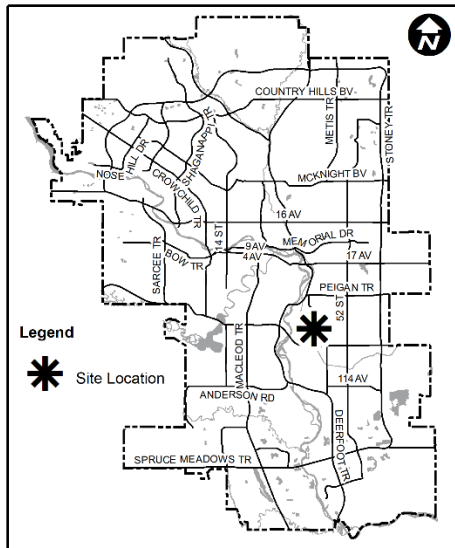 N
COUNTRY HILLS BV
METIS TR
STONEY TR
SHAGANAPPI TR
NOSE HILL DR
CROWCHILD TR
MCKNIGHT BV
16 AV
14 ST
MEMORIAL DR
9 AV
4 AV
17 AV
SARCEE TR
BOW TR
PEIGAN TR
52 ST
Legend
Site Location
MACLEOD TR
114 AV
ANDERSON RD
DEERFOOT TR
SPRUCE MEADOWS TR